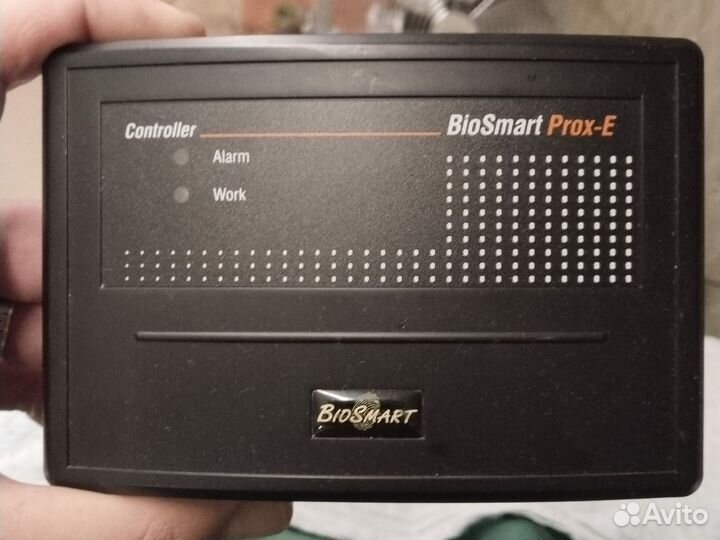 Controller BioSmart Prox-E
Alarm
Work
BIOSMART
Avito